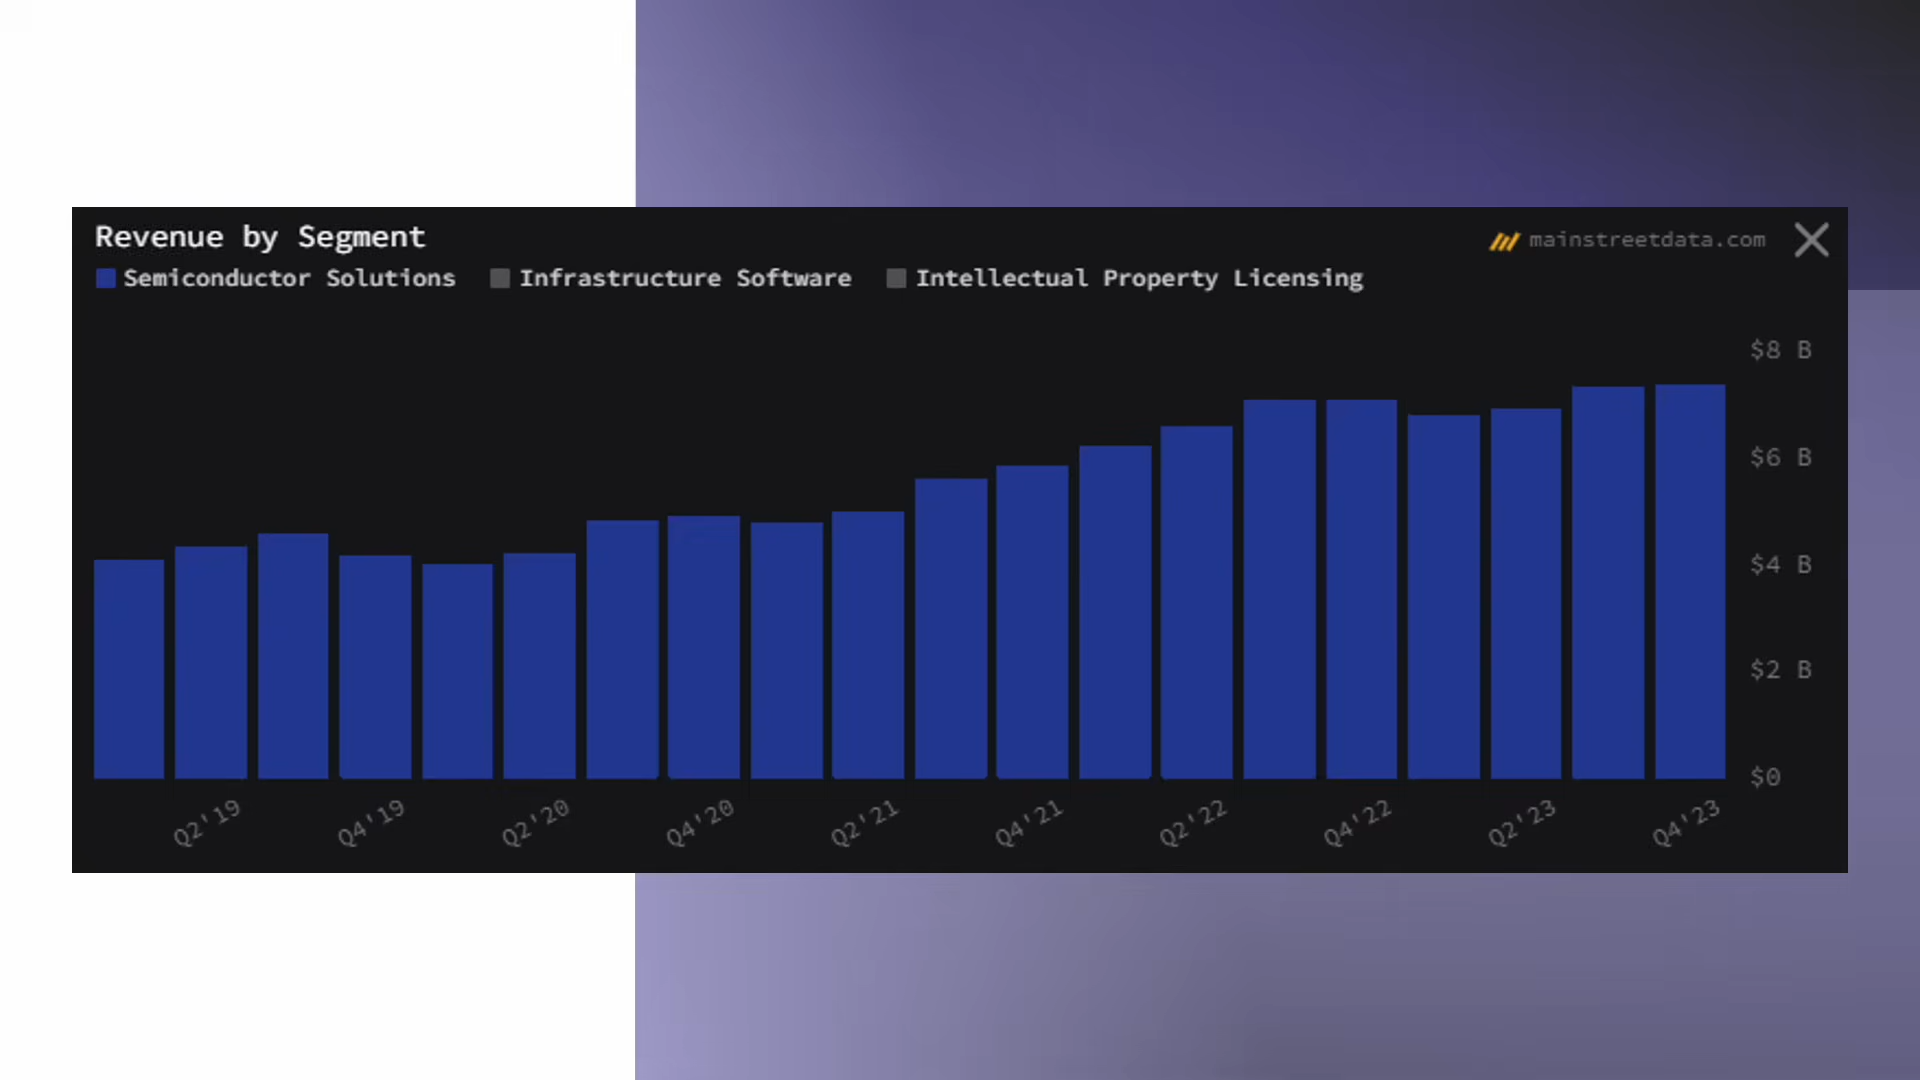 Revenue by Segment
mainstreetdata.com
Semiconductor Solutions Infrastructure Software Intellectual Property Licensing
$8 B
$6 B
$4 B
$2 B
$0
Q2'19 Q4'19 Q2'20 Q4'20 Q2'21 Q4'21 Q2'22 Q4'22 Q2'23 Q4'23